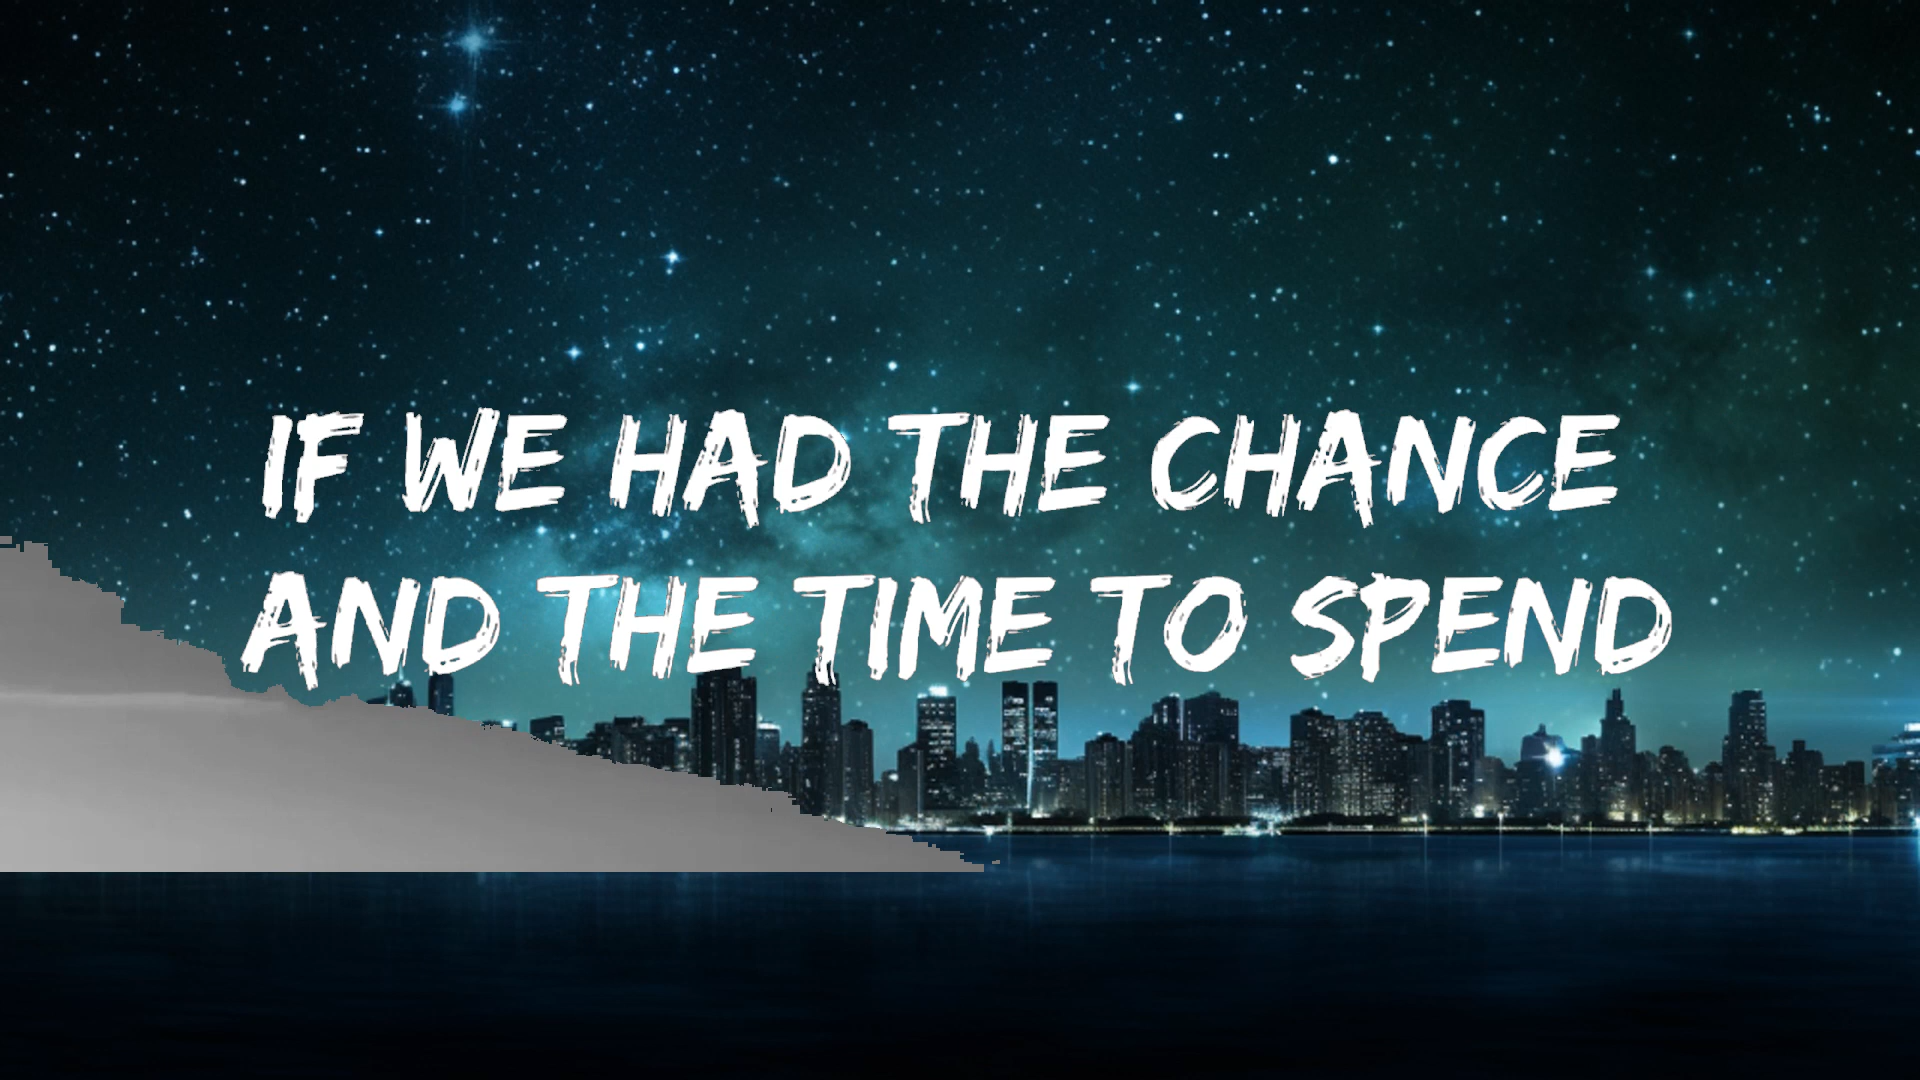 IF WE HAD THE CHANCE
AND THE TIME TO SPEND